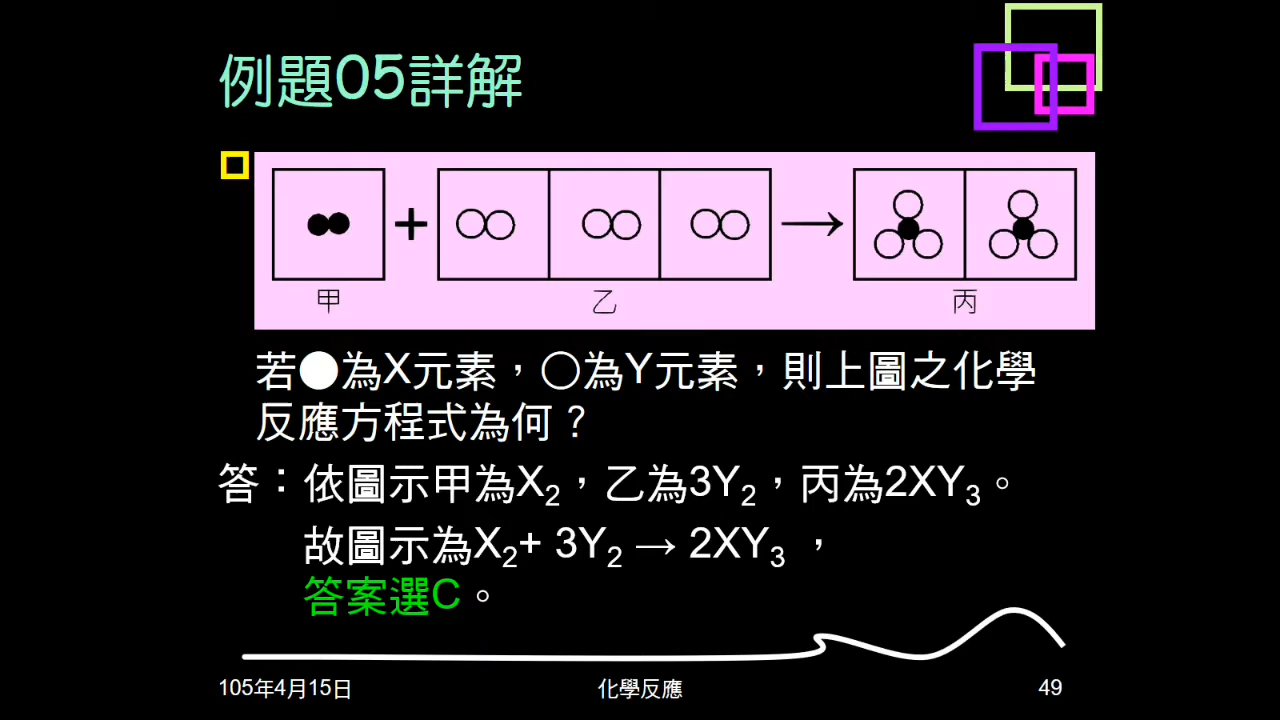 例題05詳解
+ →
甲 乙 丙
若●為X元素，○為Y元素，則上圖之化學
反應方程式為何？
答：依圖示甲為X₂，乙為3Y₂，丙為2XY₃。
故圖示為X₂+ 3Y₂ → 2XY₃ ，
答案選C。
105年4月15日 化學反應 49